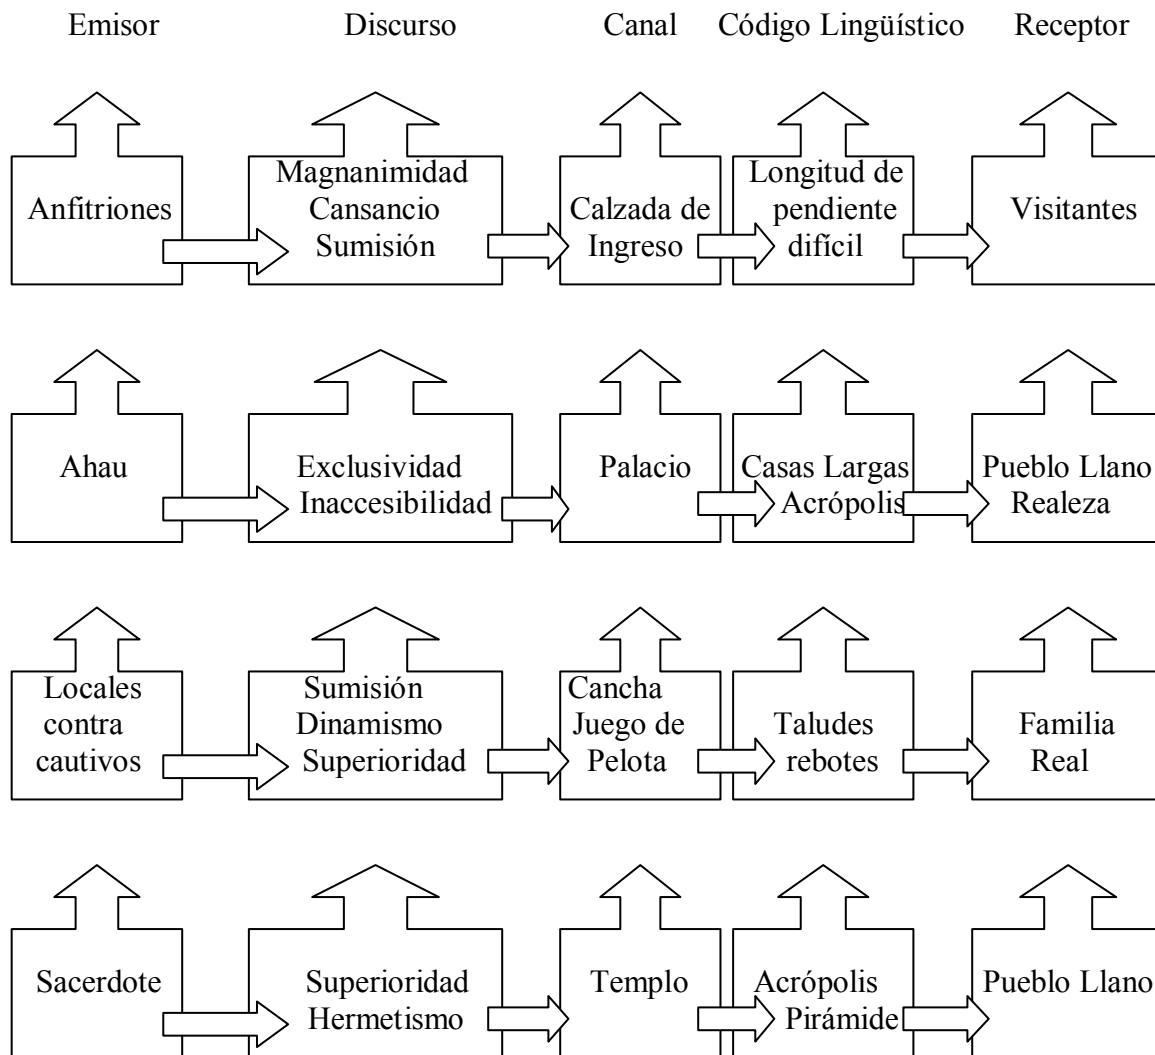 Emisor Discurso Canal Código Lingüístico Receptor
Anfitriones
Magnanimidad
Cansancio
Sumisión
Calzada de
Ingreso
Longitud de
pendiente
difícil
Visitantes
Ahau
Exclusividad
Inaccesibilidad
Palacio
Casas Largas
Acrópolis
Pueblo Llano
Realeza
Locales
contra
cautivos
Sumisión
Dinamismo
Superioridad
Cancha
Juego de
Pelota
Taludes
rebotes
Familia
Real
Sacerdote
Superioridad
Hermetismo
Templo
Acrópolis
Pirámide
Pueblo Llano